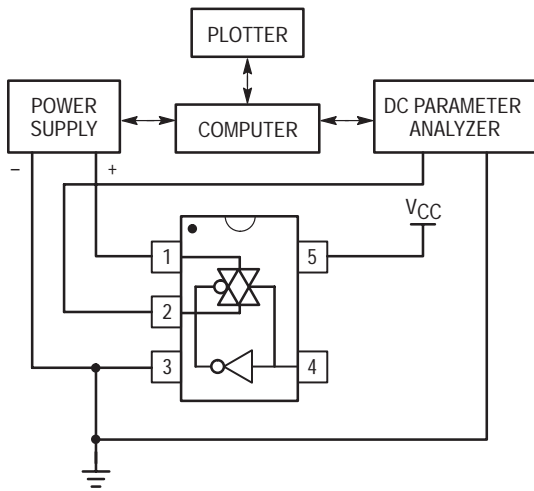 PLOTTER
POWER
SUPPLY
COMPUTER
DC PARAMETER
ANALYZER
–
+
VCC
1
5
2
3
4